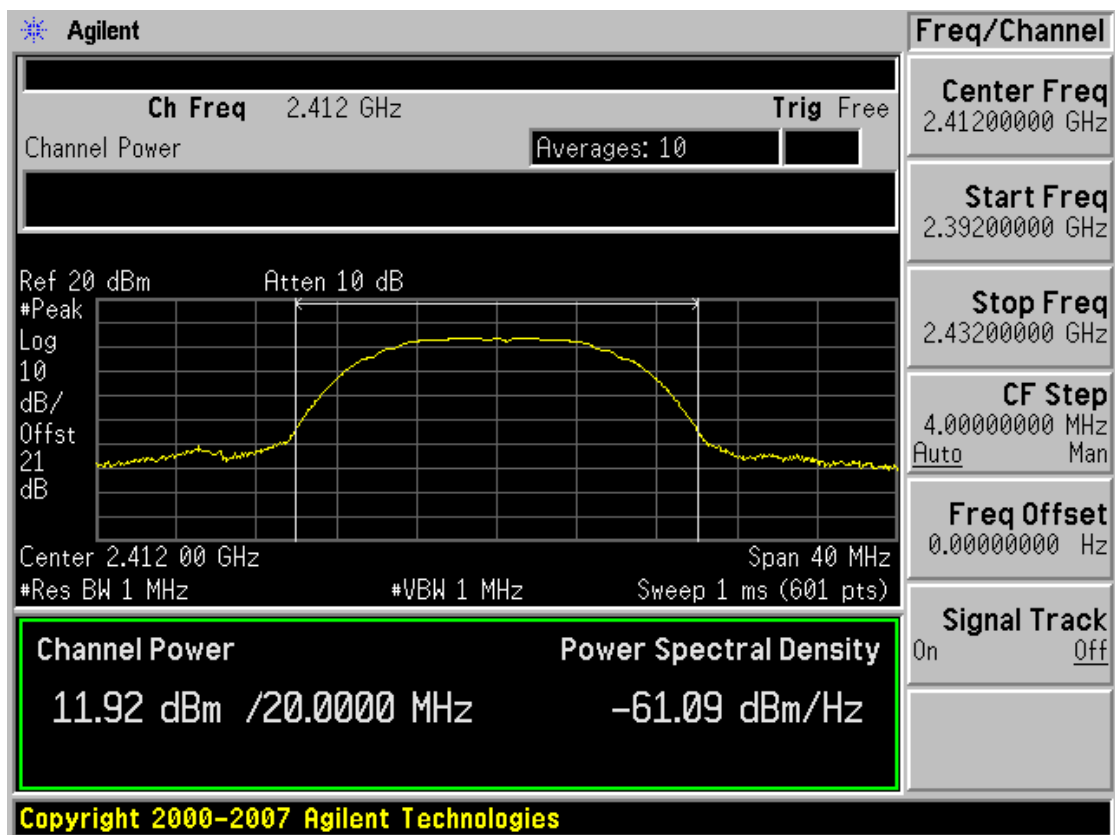 Agilent
Freq/Channel
Ch Freq 2.412 GHz Trig Free
Channel Power Averages: 10
Ref 20 dBm Atten 10 dB
#Peak
Log
10
dB/
Offst
21
dB
Center 2.412 00 GHz Span 40 MHz
#Res BW 1 MHz #VBW 1 MHz Sweep 1 ms (601 pts)
Channel Power Power Spectral Density
11.92 dBm /20.0000 MHz -61.09 dBm/Hz
Center Freq
2.41200000 GHz
Start Freq
2.39200000 GHz
Stop Freq
2.43200000 GHz
CF Step
4.00000000 MHz
Auto Man
Freq Offset
0.00000000 Hz
Signal Track
On Off
Copyright 2000-2007 Agilent Technologies